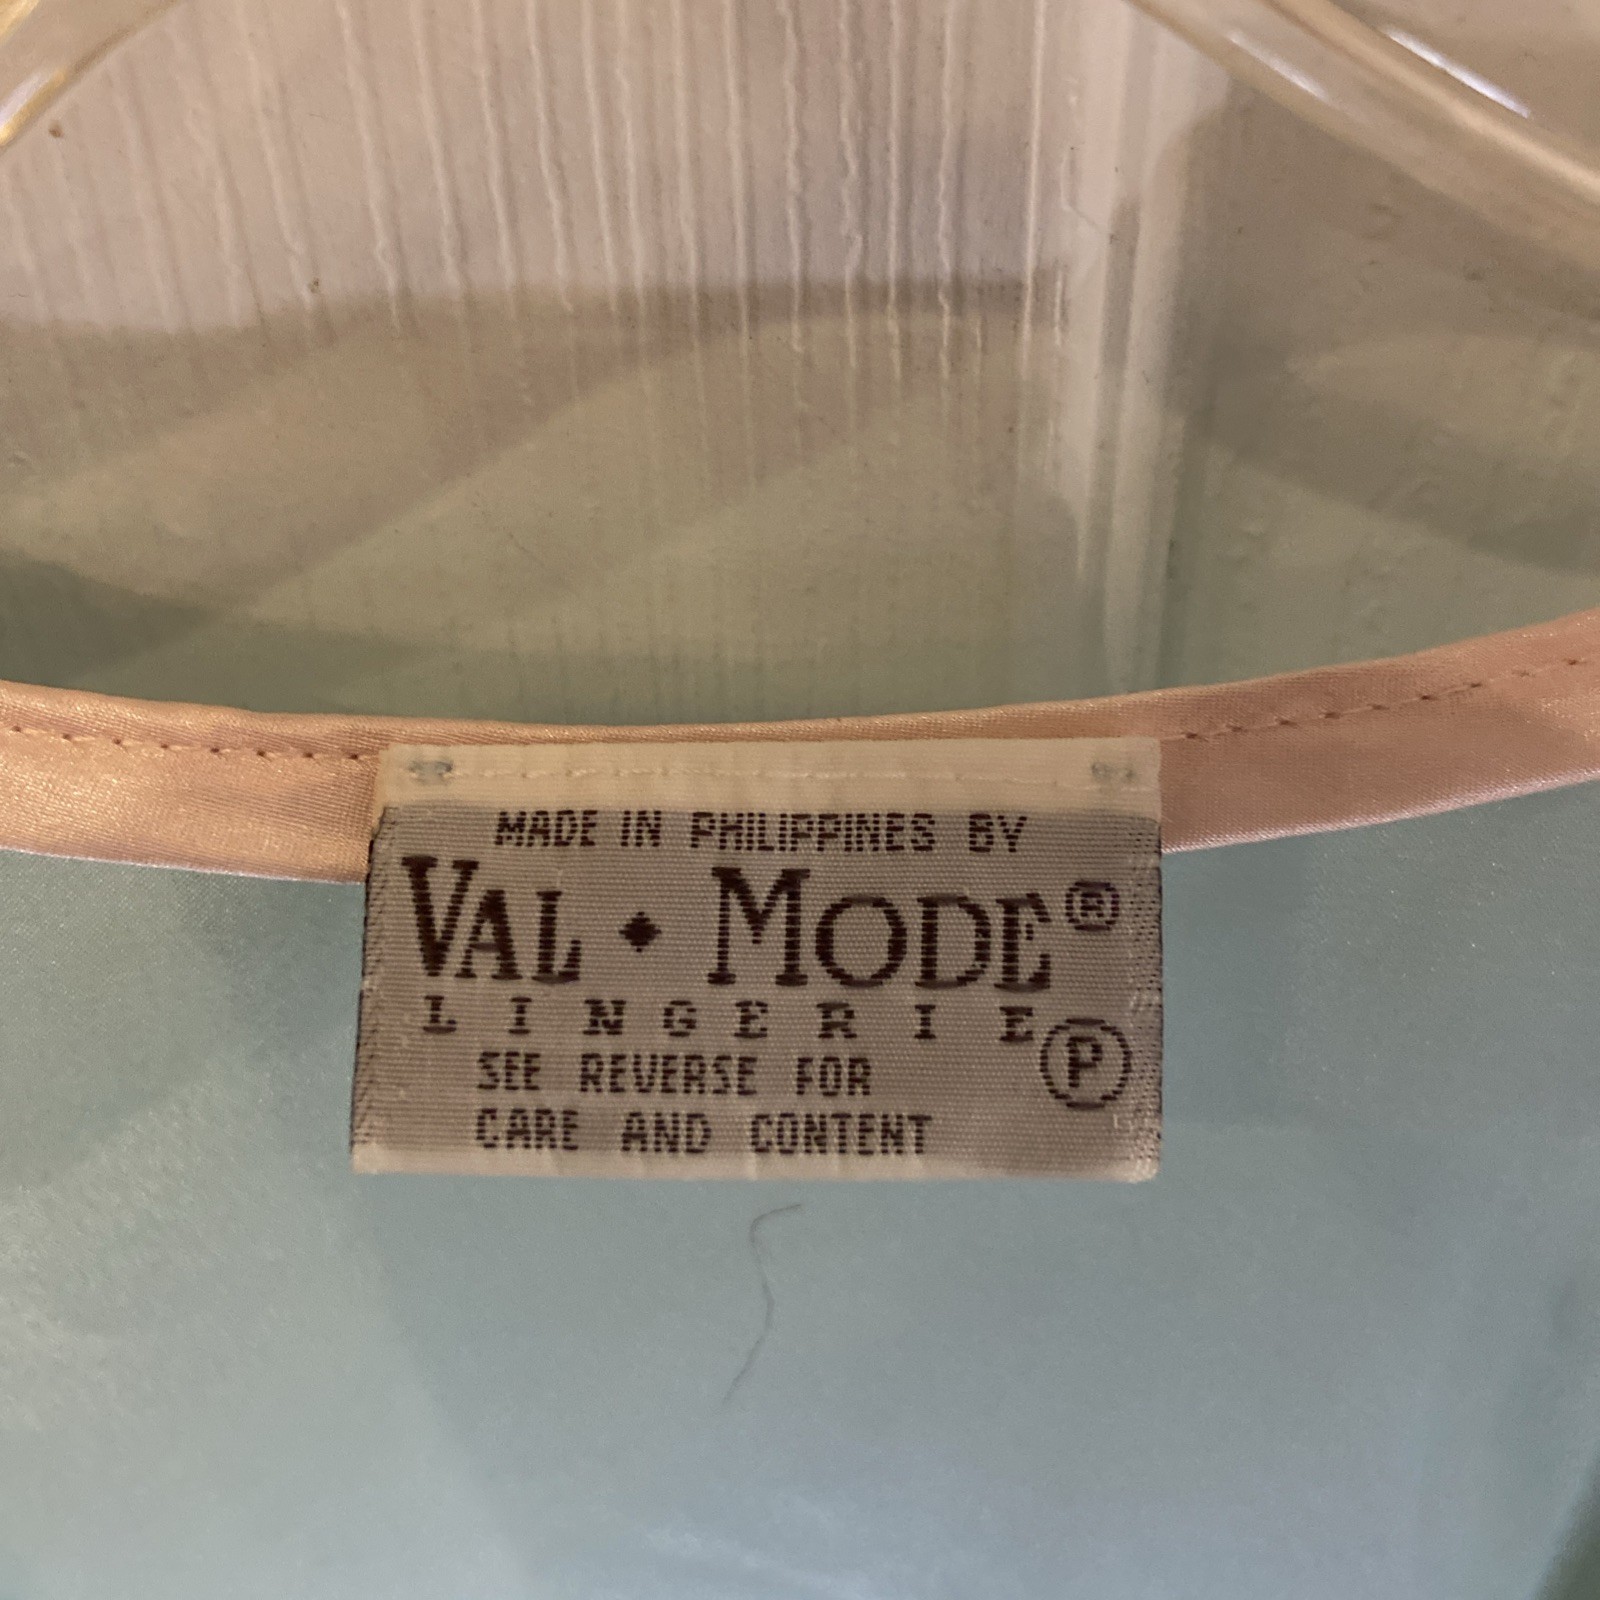 MADE IN PHILIPPINES BY
VAL ◆ MODE®
LINGERIE
SEE REVERSE FOR Ⓟ
CARE AND CONTENT